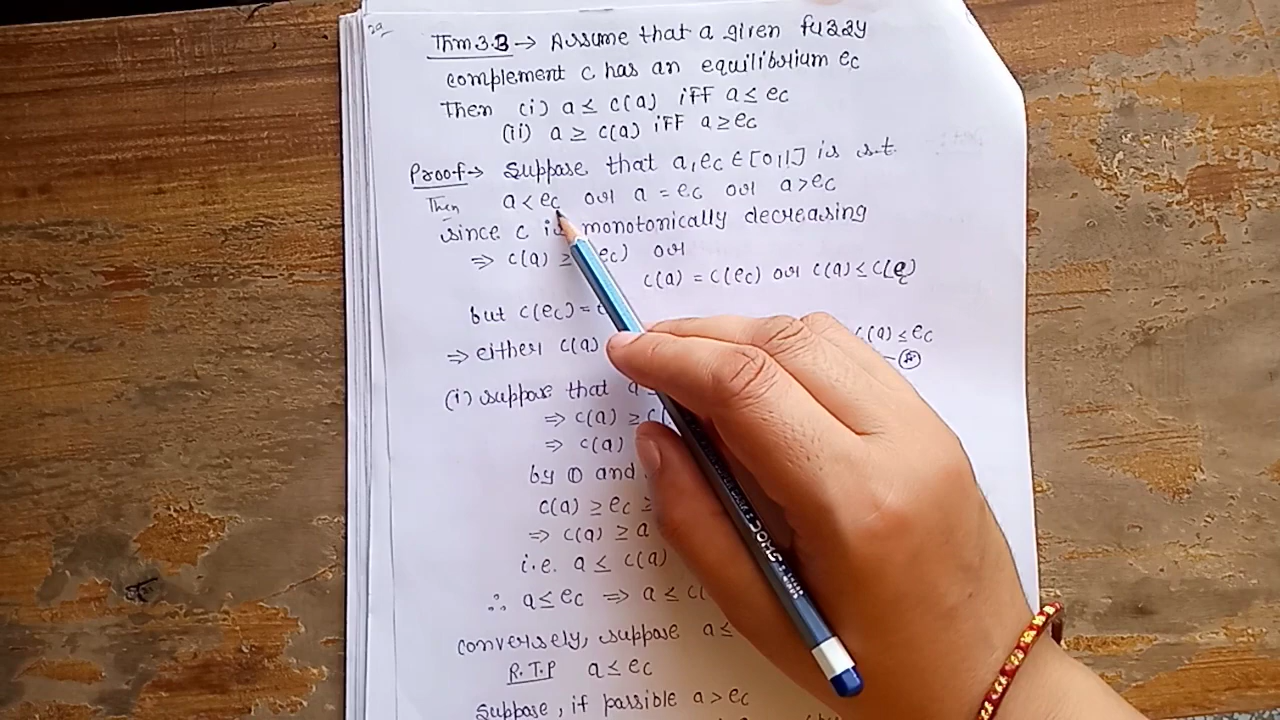 Thm 3.3 → Assume that a given fuzzy
complement c has an equilibrium ec
Then (i) a ≤ c(a) iff a ≤ ec
(ii) a ≥ c(a) iff a ≥ ec
Proof → Suppose that a, ec ∈ [0,1] is s.t.
Then a < ec or a = ec or a > ec
since c is monotonically decreasing
⇒ c(a) ≥ ec) or
c(a) = c(ec) or c(a) ≤ c(e
but c(ec) =
⇒ either c(a) c(a) ≤ ec
(i) suppose that a
⇒ c(a) ≥ c(
⇒ c(a)
by ① and
c(a) ≥ ec ≥
⇒ c(a) ≥ a
i.e. a ≤ c(a)
∴ a ≤ ec ⇒ a ≤ c(
conversely, suppose a ≤
R.T.P a ≤ ec
Suppose, if possible a > ec
DOMS